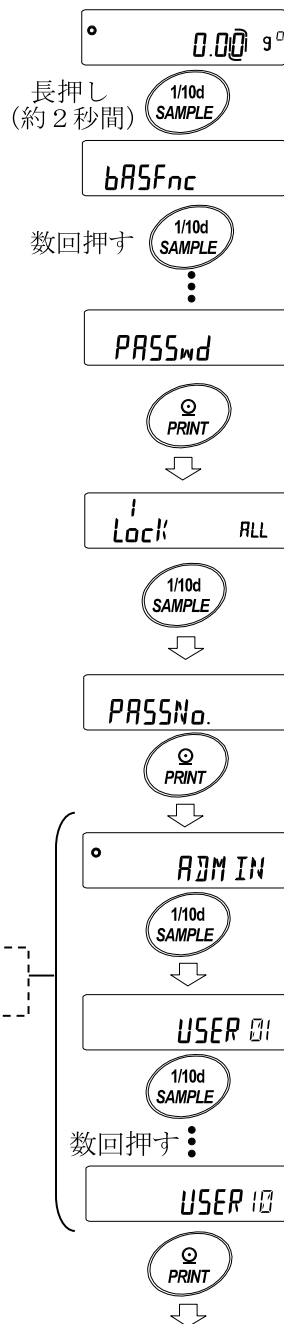 0.00 g
長押し
(約2秒間)
1/10d
SAMPLE
bASFnc
数回押す
1/10d
SAMPLE
PASSwd
PRINT
1
Lock ALL
1/10d
SAMPLE
PASSNo.
PRINT
ADMIN
1/10d
SAMPLE
USER 01
1/10d
SAMPLE
数回押す
USER 10
PRINT